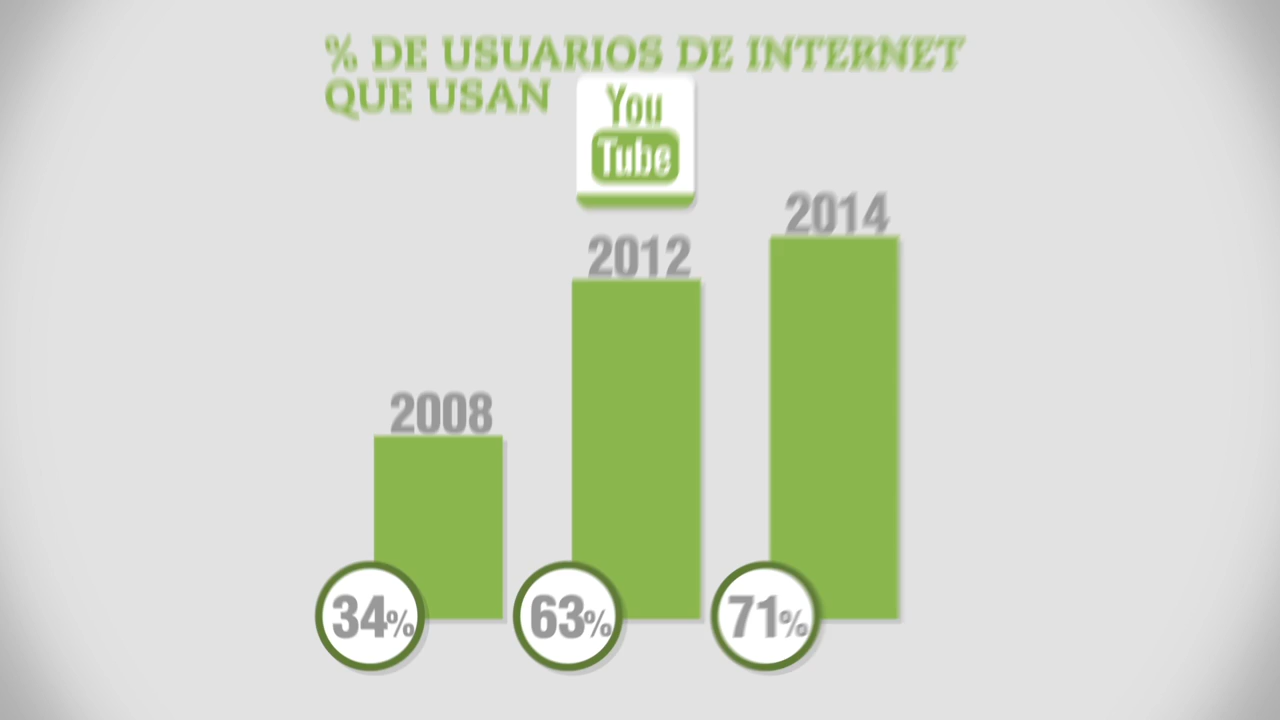 % DE USUARIOS DE INTERNET
QUE USAN
You
Tube
2008
2012
2014
34%
63%
71%